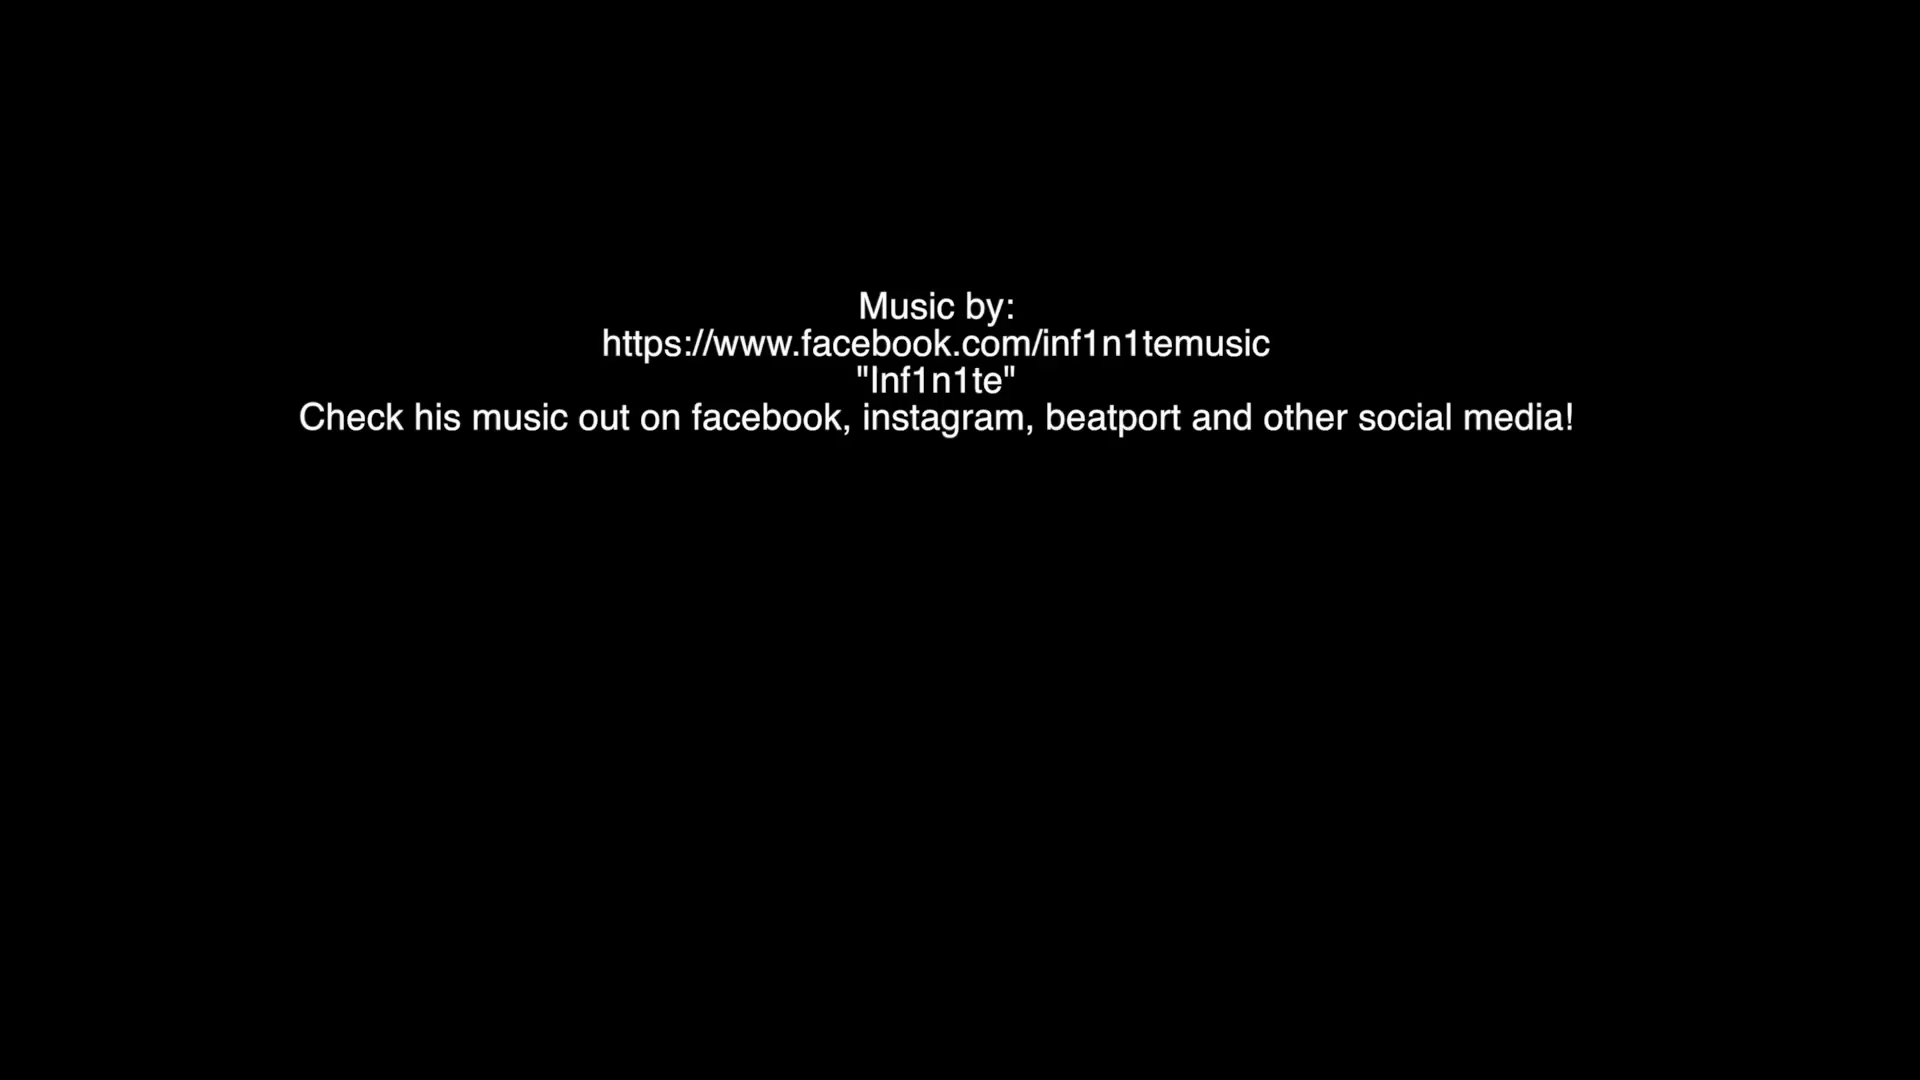 Music by:
https://www.facebook.com/inf1n1temusic
"Inf1n1te"
Check his music out on facebook, instagram, beatport and other social media!